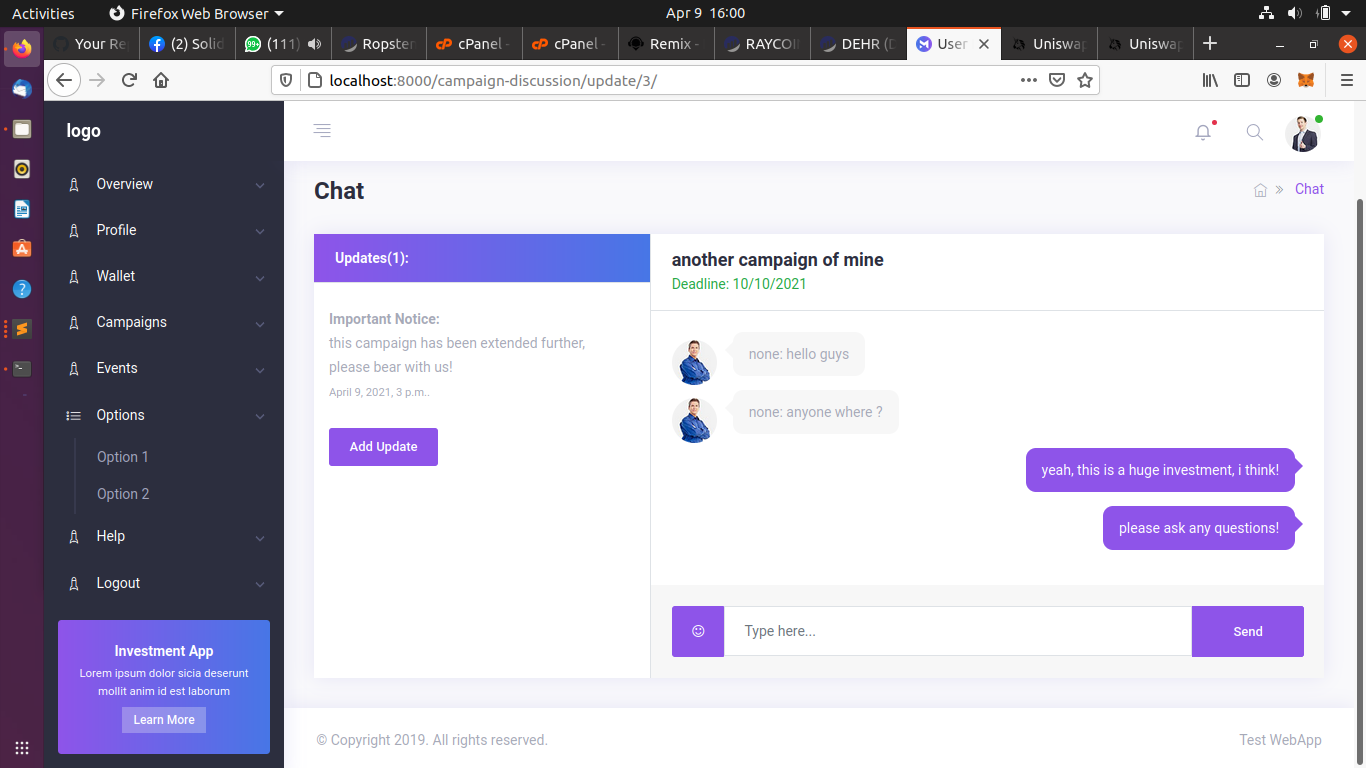 Activities
Firefox Web Browser
Apr 9 16:00
Your Re
(2) Solid
99+
(111)
Ropsten
cPanel -
cPanel -
Remix -
RAYCOI
DEHR (D
User
Uniswap
Uniswap
localhost:8000/campaign-discussion/update/3/
logo
Overview
Profile
Wallet
Campaigns
Events
Options
Option 1
Option 2
Help
Logout
Investment App
Lorem ipsum dolor sicia deserunt
mollit anim id est laborum
Learn More
Chat
Chat
Updates(1):
Important Notice:
this campaign has been extended further,
please bear with us!
April 9, 2021, 3 p.m..
Add Update
another campaign of mine
Deadline: 10/10/2021
none: hello guys
none: anyone where ?
yeah, this is a huge investment, i think!
please ask any questions!
Type here...
Send
© Copyright 2019. All rights reserved.
Test WebApp